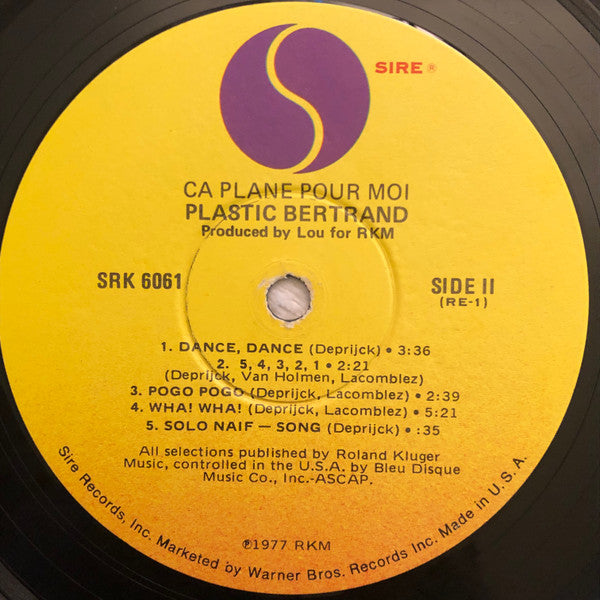 SIRE®
CA PLANE POUR MOI
PLASTIC BERTRAND
Produced by Lou for RKM
SRK 6061
SIDE II
(RE-1)
1. DANCE, DANCE (Deprijck) • 3:36
2. 5, 4, 3, 2, 1 • 2:21
(Deprijck, Van Holmen, Lacomblez)
3. POGO POGO (Deprijck, Lacomblez) • 2:39
4. WHA! WHA! (Deprijck, Lacomblez) • 5:21
5. SOLO NAIF — SONG (Deprijck) • :35
All selections published by Roland Kluger
Music, controlled in the U.S.A. by Bleu Disque
Music Co., Inc.-ASCAP.
℗1977 RKM
Sire Records, Inc. Marketed by Warner Bros. Records Inc. Made in U.S.A.